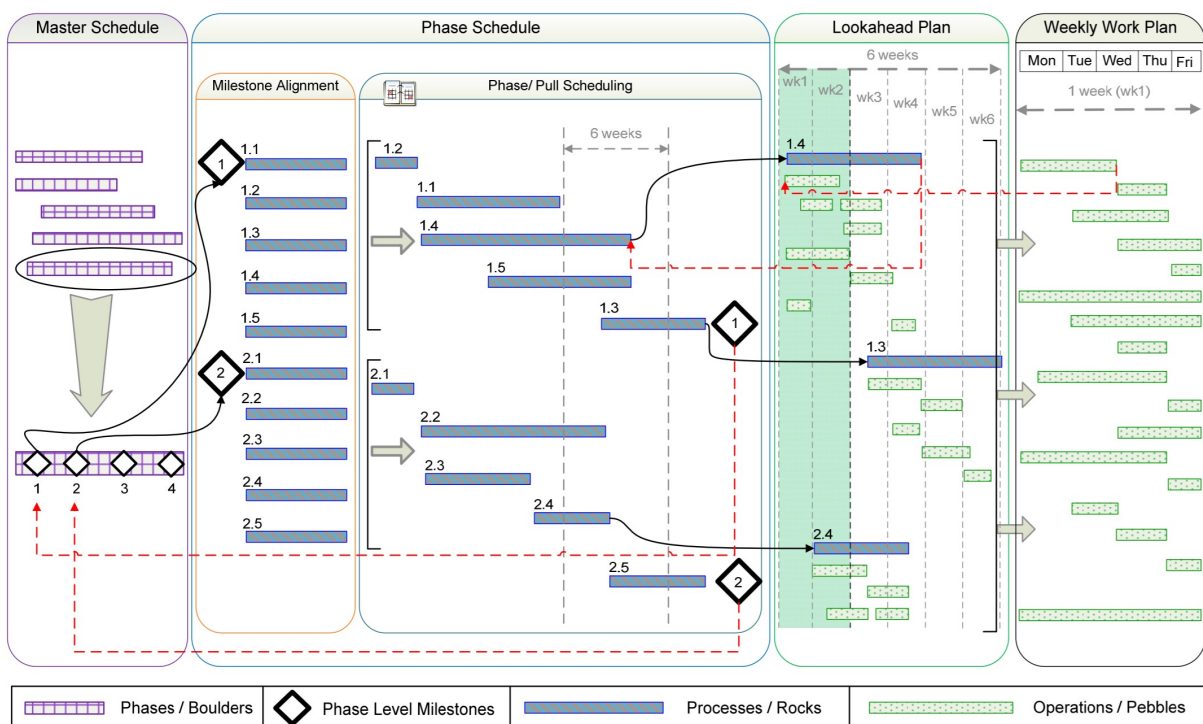 Master Schedule
Phase Schedule
Lookahead Plan
Weekly Work Plan
Milestone Alignment
Phase/ Pull Scheduling
6 weeks
wk1
wk2
wk3
wk4
wk5
wk6
Mon Tue Wed Thu Fri
1 week (wk1)
1
1.1
1.2
1.3
1.4
1.5
2
2.1
2.2
2.3
2.4
2.5
6 weeks
1.2
1.1
1.4
1.5
1.3
1
2.1
2.2
2.3
2.4
2.5
2
1.4
1.3
2.4
1 2 3 4
Phases / Boulders
Phase Level Milestones
Processes / Rocks
Operations / Pebbles